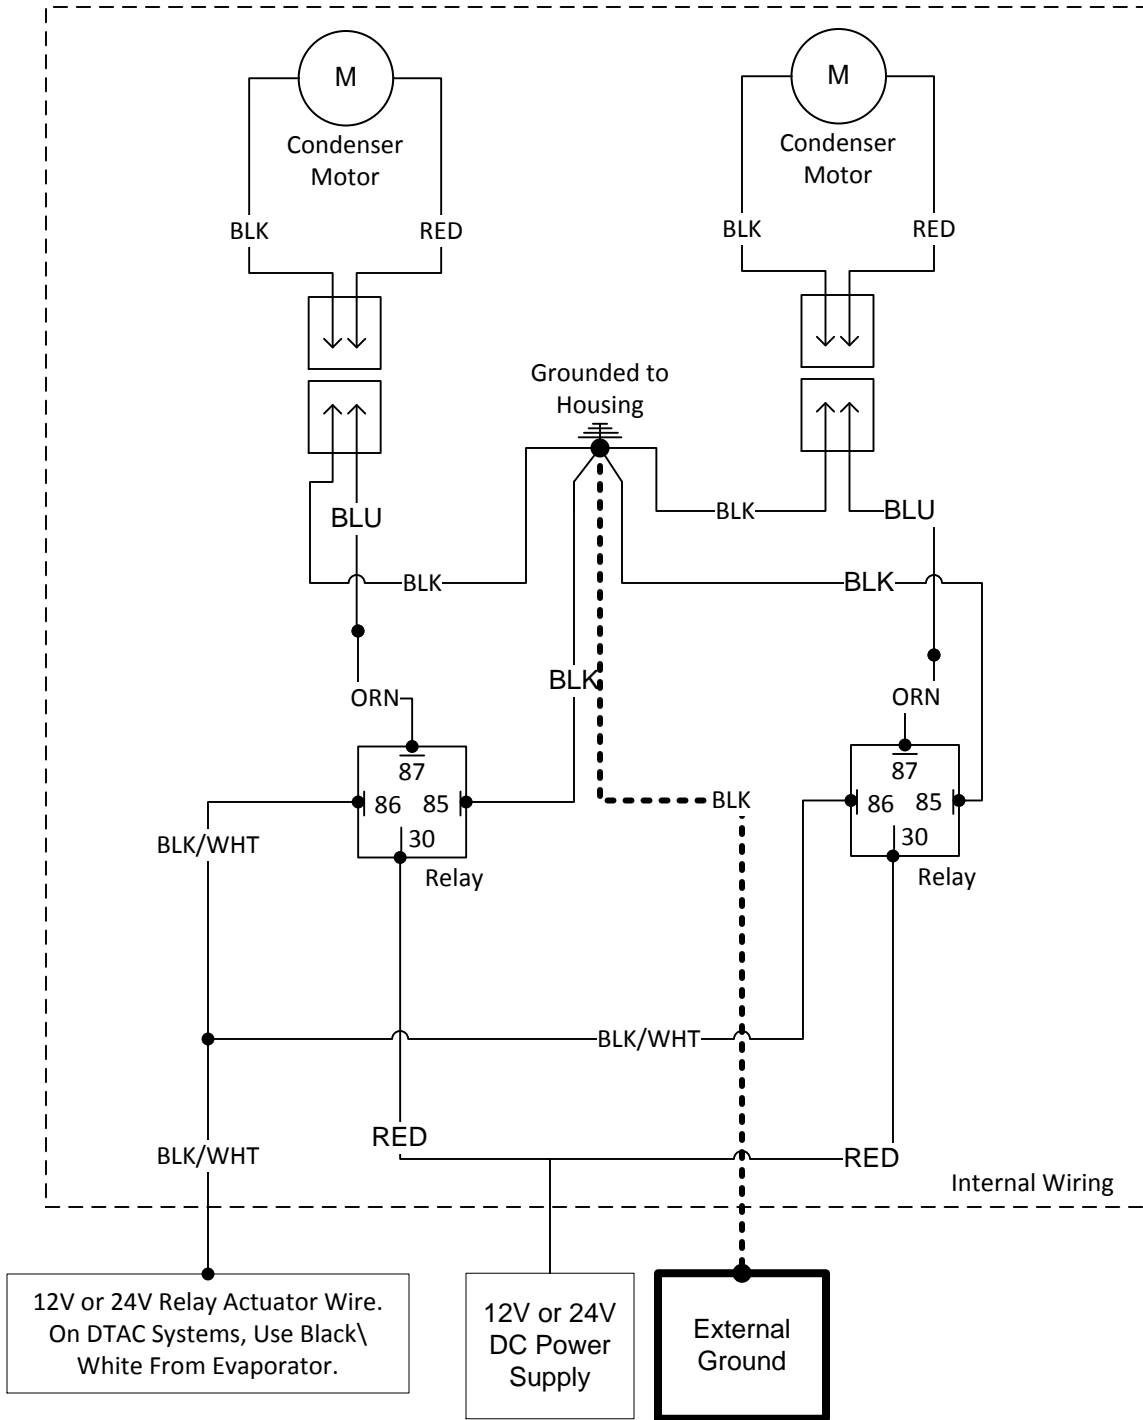 M
M
Condenser
Motor
Condenser
Motor
BLK
RED
BLK
RED
Grounded to
Housing
BLU
BLK
BLU
BLK
BLK
BLK
ORN
ORN
87
86
85
30
Relay
87
86
85
30
Relay
BLK
BLK/WHT
BLK/WHT
RED
BLK/WHT
RED
Internal Wiring
12V or 24V Relay Actuator Wire.
On DTAC Systems, Use Black\
White From Evaporator.
12V or 24V
DC Power
Supply
External
Ground